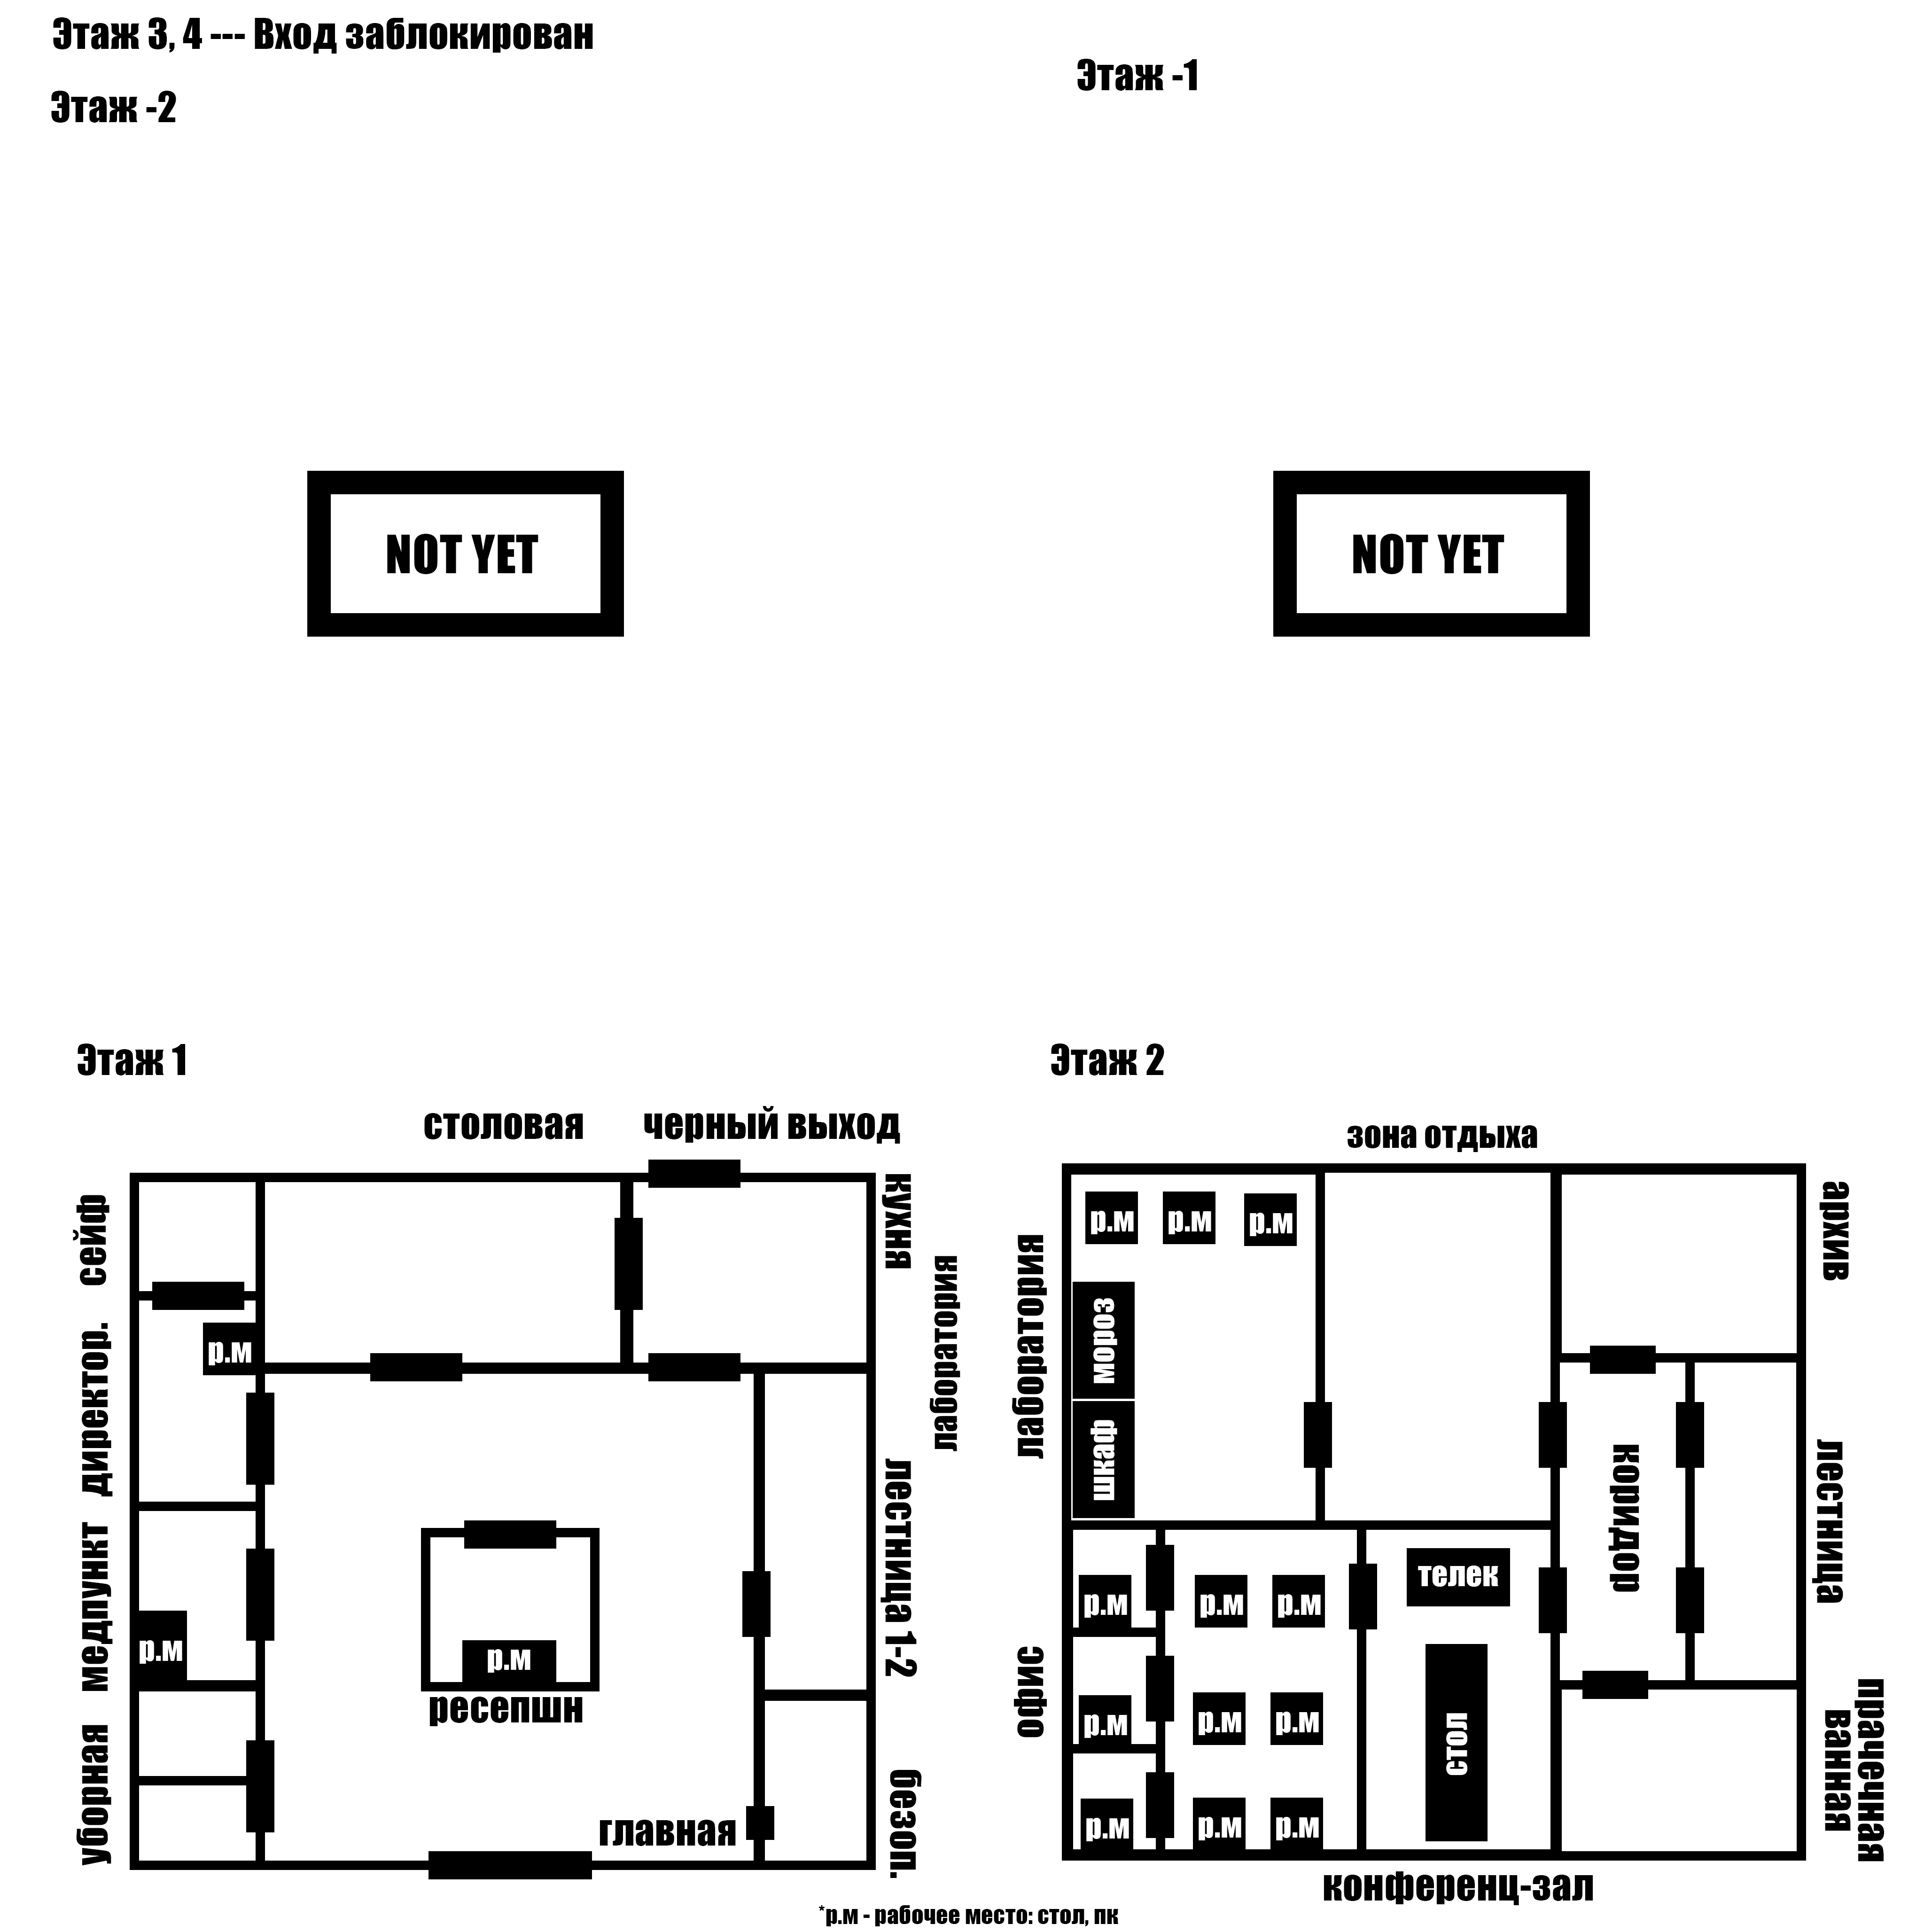 Этаж 3, 4 --- Вход заблокирован
Этаж -2
Этаж -1
NOT YET
NOT YET
Этаж 1
столовая
черный выход
сейф
кухня
лаборатория
директор.
р.м
лестница 1-2
медпункт
р.м
р.м
ресепшн
уборная
главная
безоп.
Этаж 2
зона отдыха
архив
р.м
р.м
р.м
лаборатория
мороз
шкаф
коридор
лестница
телек
р.м
р.м
р.м
офис
р.м
р.м
р.м
стол
ванная
прачечная
р.м
р.м
р.м
конференц-зал
*р.м - рабочее место: стол, пк